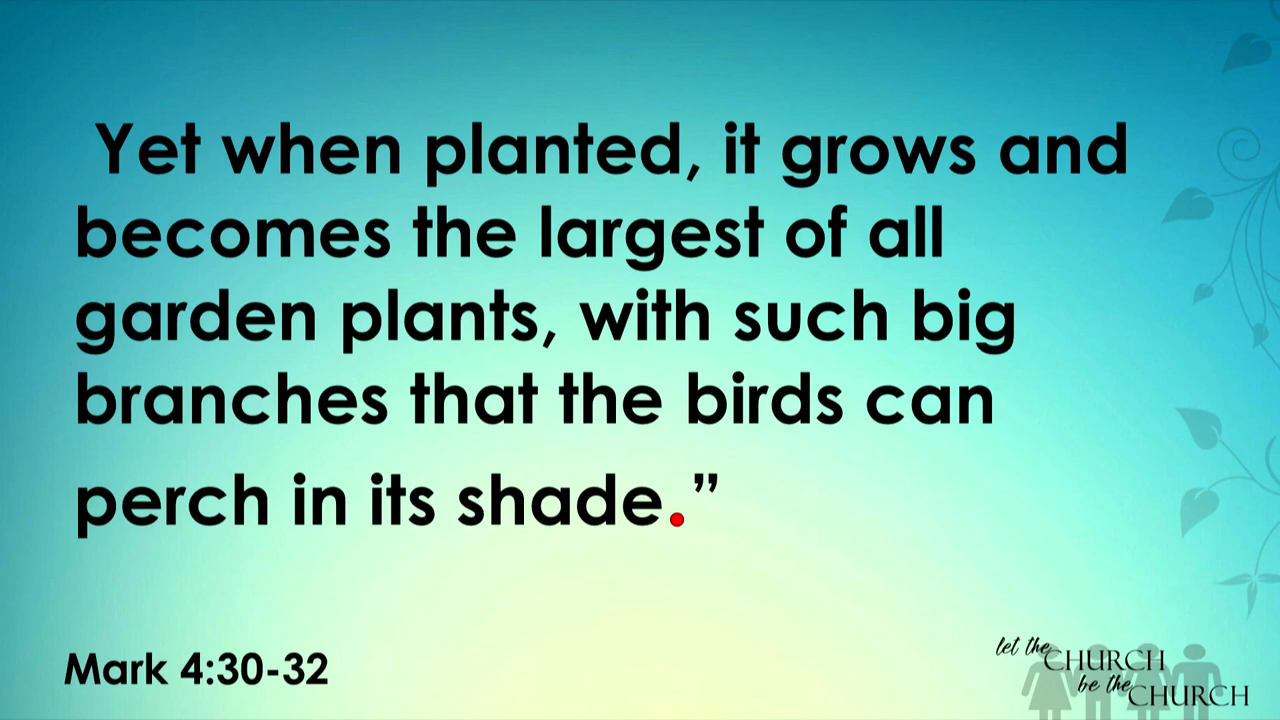 Yet when planted, it grows and
becomes the largest of all
garden plants, with such big
branches that the birds can
perch in its shade.”
Mark 4:30-32
let the
CHURCH
be the
CHURCH